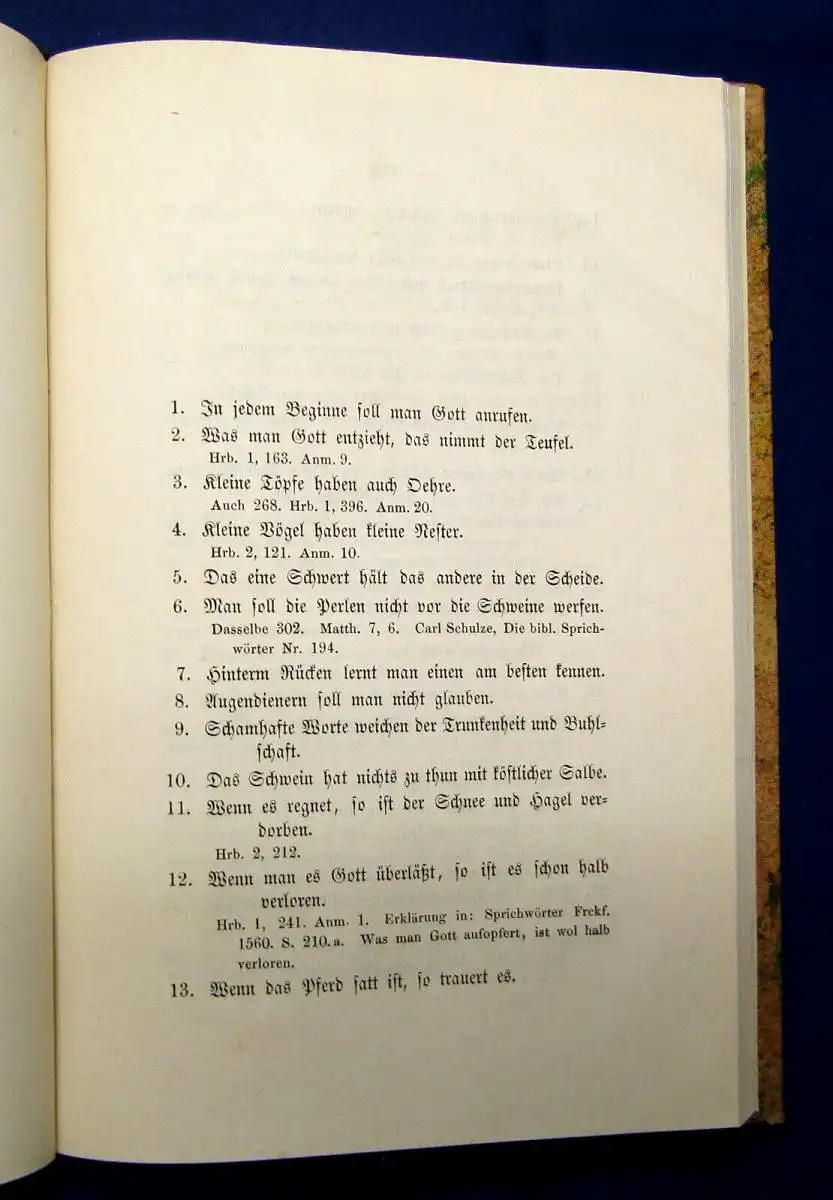 1. In jedem Beginne soll man Gott anrufen.
2. Was man Gott entzieht, das nimmt der Teufel.
Hrb. 1, 163. Anm. 9.
3. Kleine Töpfe haben auch Oehre.
Auch 268. Hrb. 1, 396. Anm. 20.
4. Kleine Vögel haben kleine Nester.
Hrb. 2, 121. Anm. 10.
5. Das eine Schwert hält das andere in der Scheide.
6. Man soll die Perlen nicht vor die Schweine werfen.
Dasselbe 302. Matth. 7, 6. Carl Schulze, Die bibl. Sprich-
wörter Nr. 194.
7. Hinterm Rücken lernt man einen am besten kennen.
8. Augendienern soll man nicht glauben.
9. Schamhafte Worte weichen der Trunkenheit und Buhl-
schaft.
10. Das Schwein hat nichts zu thun mit köstlicher Salbe.
11. Wenn es regnet, so ist der Schnee und Hagel ver-
dorben.
Hrb. 2, 212.
12. Wenn man es Gott überläßt, so ist es schon halb
verloren.
Hrb. 1, 241. Anm. 1. Erklärung in: Sprichwörter Frckf.
1560. S. 210.a. Was man Gott aufopfert, ist wol halb
verloren.
13. Wenn das Pferd satt ist, so trauert es.